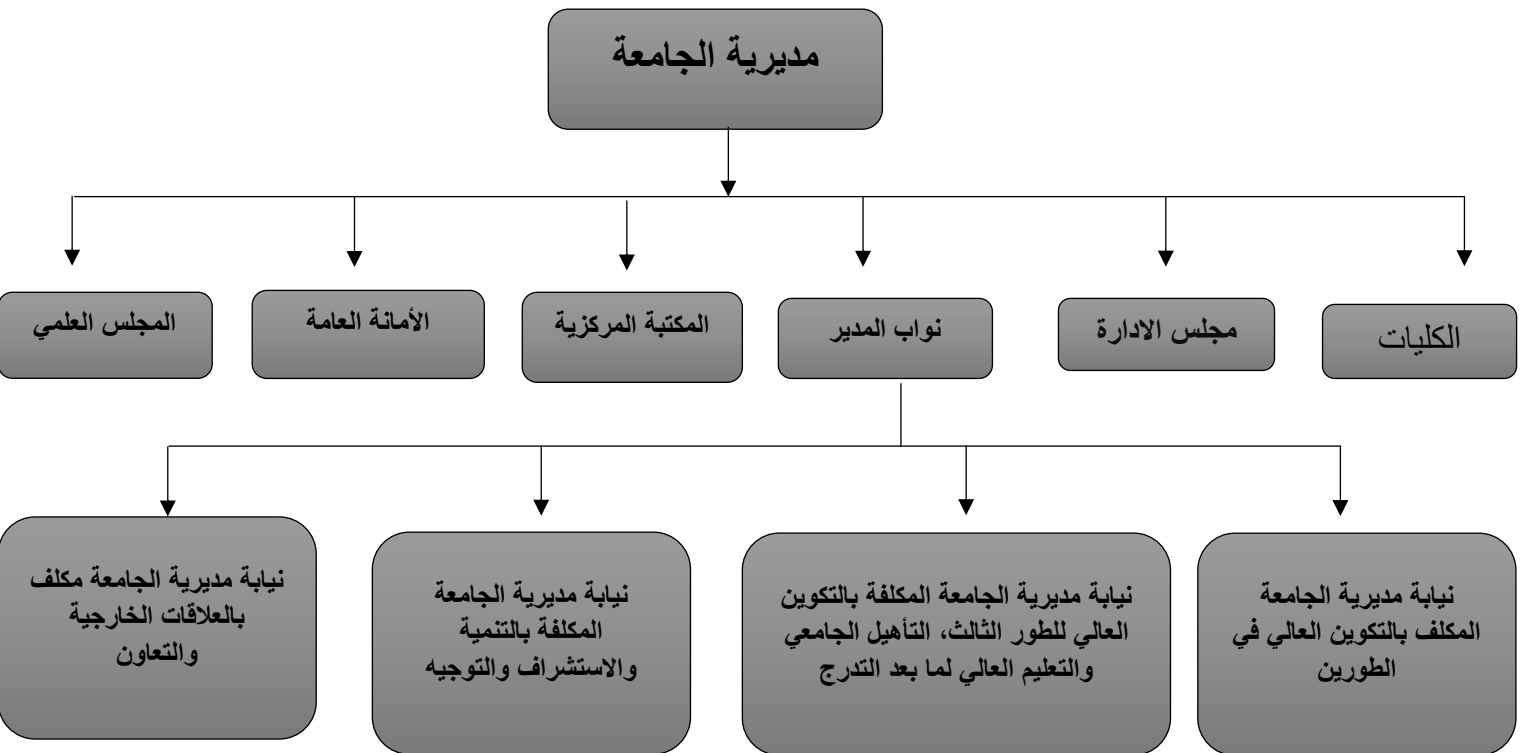 مديرية الجامعة
الكليات
مجلس الادارة
نواب المدير
المكتبة المركزية
الأمانة العامة
المجلس العلمي
نيابة مديرية الجامعة
المكلف بالتكوين العالي في
الطورين
نيابة مديرية الجامعة المكلفة بالتكوين
العالي للطور الثالث، التأهيل الجامعي
والتعليم العالي لما بعد التدرج
نيابة مديرية الجامعة
المكلفة بالتنمية
والاستشراف والتوجيه
نيابة مديرية الجامعة مكلف
بالعلاقات الخارجية
والتعاون